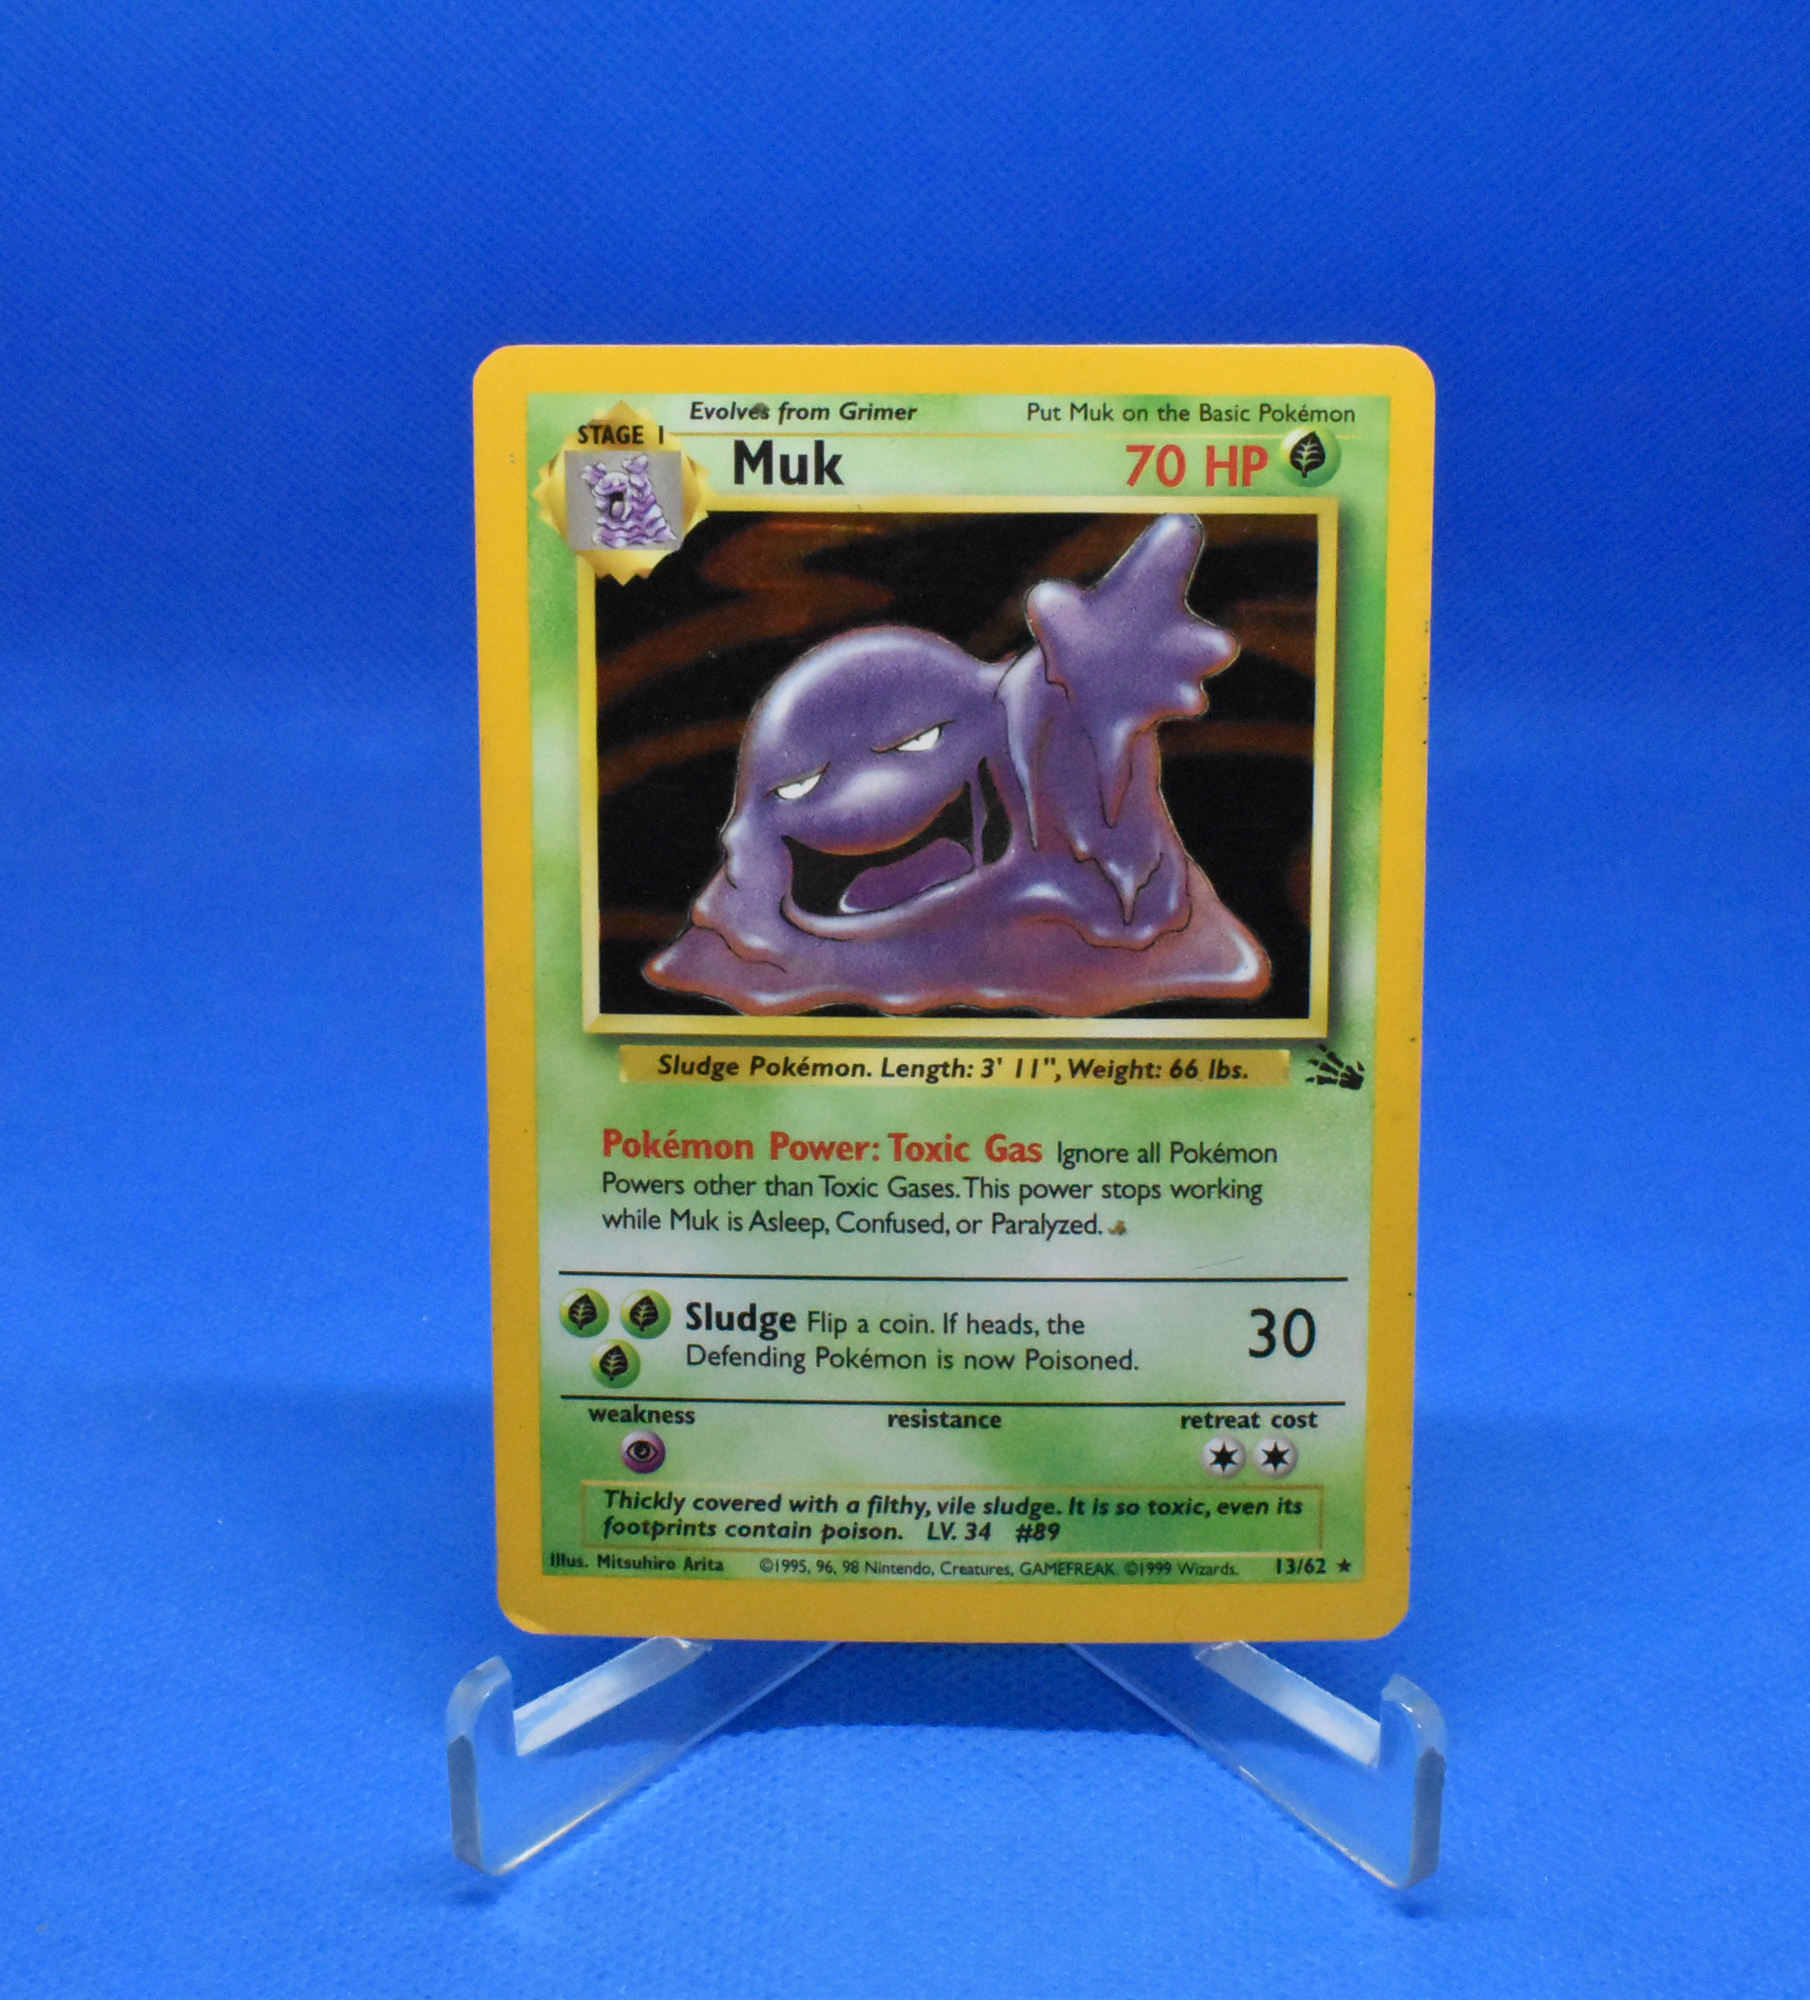 Evolves from Grimer Put Muk on the Basic Pokémon
STAGE 1
Muk 70 HP
Sludge Pokémon. Length: 3' 11", Weight: 66 lbs.
Pokémon Power: Toxic Gas Ignore all Pokémon
Powers other than Toxic Gases. This power stops working
while Muk is Asleep, Confused, or Paralyzed.
Sludge Flip a coin. If heads, the
Defending Pokémon is now Poisoned.
30
weakness resistance retreat cost
Thickly covered with a filthy, vile sludge. It is so toxic, even its
footprints contain poison. LV. 34 #89
Illus. Mitsuhiro Arita ©1995, 96, 98 Nintendo, Creatures, GAMEFREAK. ©1999 Wizards. 13/62 ★